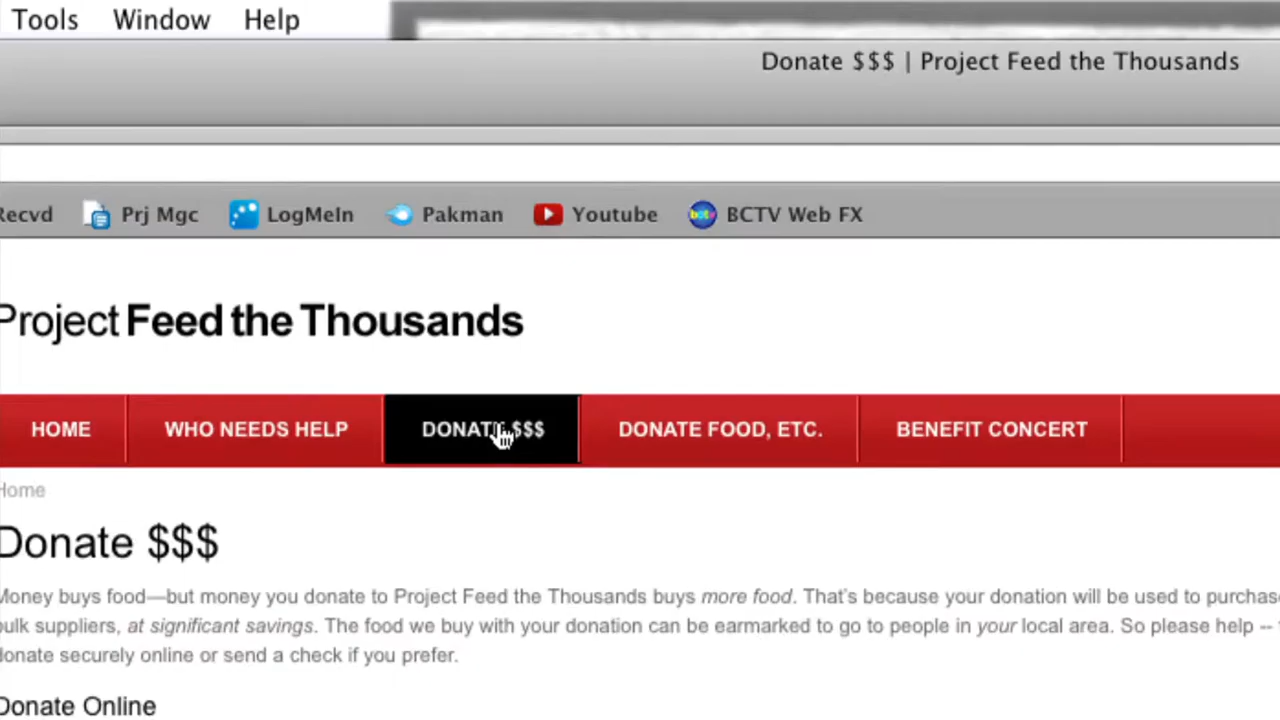 Tools Window Help
Donate $$$ | Project Feed the Thousands
Recvd Prj Mgc LogMeIn Pakman Youtube BCTV Web FX
Project Feed the Thousands
HOME WHO NEEDS HELP DONATE $$$ DONATE FOOD, ETC. BENEFIT CONCERT
Home
Donate $$$
Money buys food—but money you donate to Project Feed the Thousands buys more food. That's because your donation will be used to purchase
bulk suppliers, at significant savings. The food we buy with your donation can be earmarked to go to people in your local area. So please help --
donate securely online or send a check if you prefer.
Donate Online